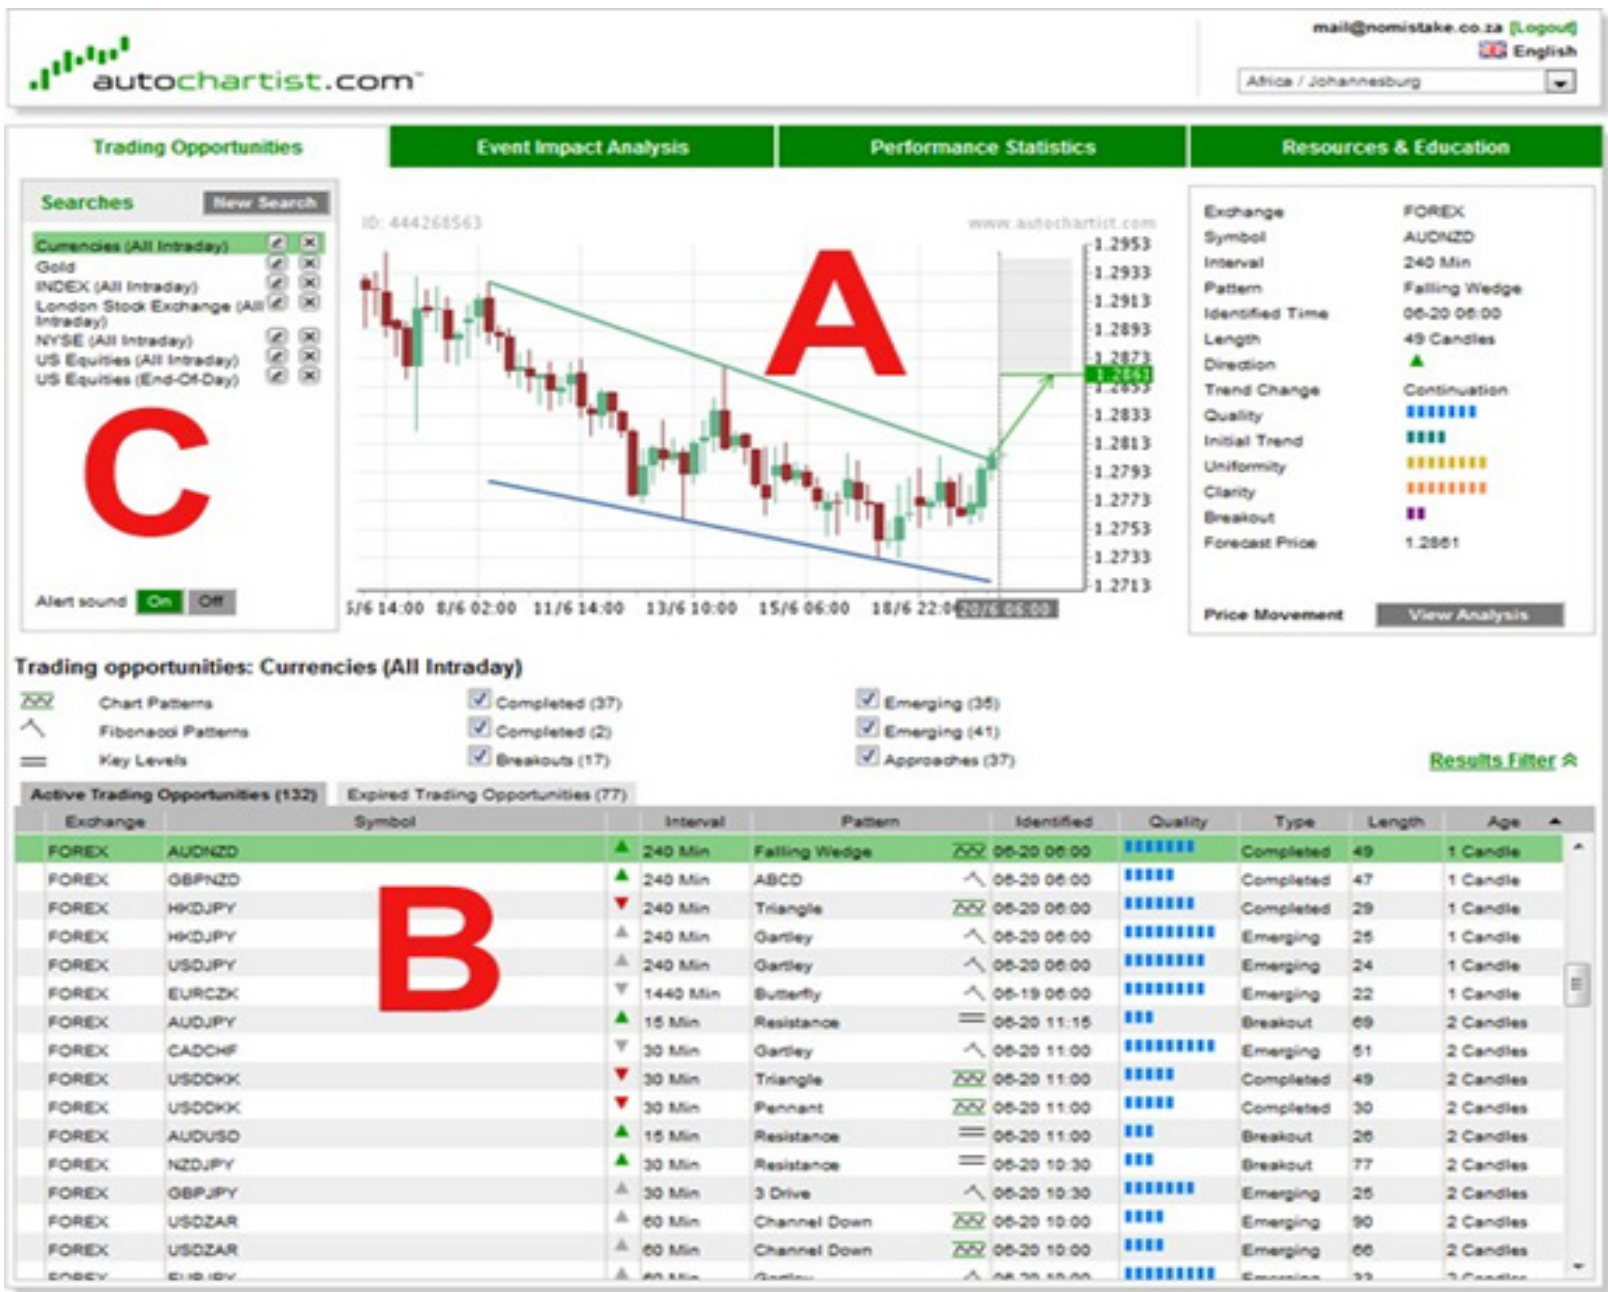 mail@nomistake.co.za [Logout]
English
autochartist.com™
Africa / Johannesburg
Trading Opportunities
Event Impact Analysis
Performance Statistics
Resources & Education
Searches
New Search
Currencies (All Intraday)
Gold
INDEX (All Intraday)
London Stock Exchange (All
Intraday)
NYSE (All Intraday)
US Equities (All Intraday)
US Equities (End-Of-Day)
C
Alert sound On Off
ID: 444268563
www.autochartist.com
A
1.2953
1.2933
1.2913
1.2893
1.2873
1.2861
1.2853
1.2833
1.2813
1.2793
1.2773
1.2753
1.2733
1.2713
5/6 14:00 8/6 02:00 11/6 14:00 13/6 10:00 15/6 06:00 18/6 22:0 20/6 06:00
Exchange FOREX
Symbol AUDNZD
Interval 240 Min
Pattern Falling Wedge
Identified Time 06-20 06:00
Length 49 Candles
Direction
Trend Change Continuation
Quality
Initial Trend
Uniformity
Clarity
Breakout
Forecast Price 1.2861
Price Movement View Analysis
Trading opportunities: Currencies (All Intraday)
Chart Patterns Completed (37) Emerging (35)
Fibonacci Patterns Completed (2) Emerging (41)
Key Levels Breakouts (17) Approaches (37)
Results Filter
Active Trading Opportunities (132) Expired Trading Opportunities (77)
Exchange Symbol Interval Pattern Identified Quality Type Length Age
FOREX AUDNZD 240 Min Falling Wedge 06-20 06:00 Completed 49 1 Candle
FOREX GBPNZD 240 Min ABCD 06-20 06:00 Completed 47 1 Candle
FOREX HKDJPY 240 Min Triangle 06-20 06:00 Completed 29 1 Candle
FOREX HKDJPY 240 Min Gartley 06-20 06:00 Emerging 25 1 Candle
FOREX USDJPY 240 Min Gartley 06-20 06:00 Emerging 24 1 Candle
FOREX EURCZK 1440 Min Butterfly 06-19 06:00 Emerging 22 1 Candle
B
FOREX AUDJPY 15 Min Resistance 06-20 11:15 Breakout 69 2 Candles
FOREX CADCHF 30 Min Gartley 06-20 11:00 Emerging 51 2 Candles
FOREX USDDKK 30 Min Triangle 06-20 11:00 Completed 49 2 Candles
FOREX USDDKK 30 Min Pennant 06-20 11:00 Completed 30 2 Candles
FOREX AUDUSD 15 Min Resistance 06-20 11:00 Breakout 26 2 Candles
FOREX NZDJPY 30 Min Resistance 06-20 10:30 Breakout 77 2 Candles
FOREX GBPJPY 30 Min 3 Drive 06-20 10:30 Emerging 25 2 Candles
FOREX USDZAR 60 Min Channel Down 06-20 10:00 Emerging 90 2 Candles
FOREX USDZAR 60 Min Channel Down 06-20 10:00 Emerging 66 2 Candles